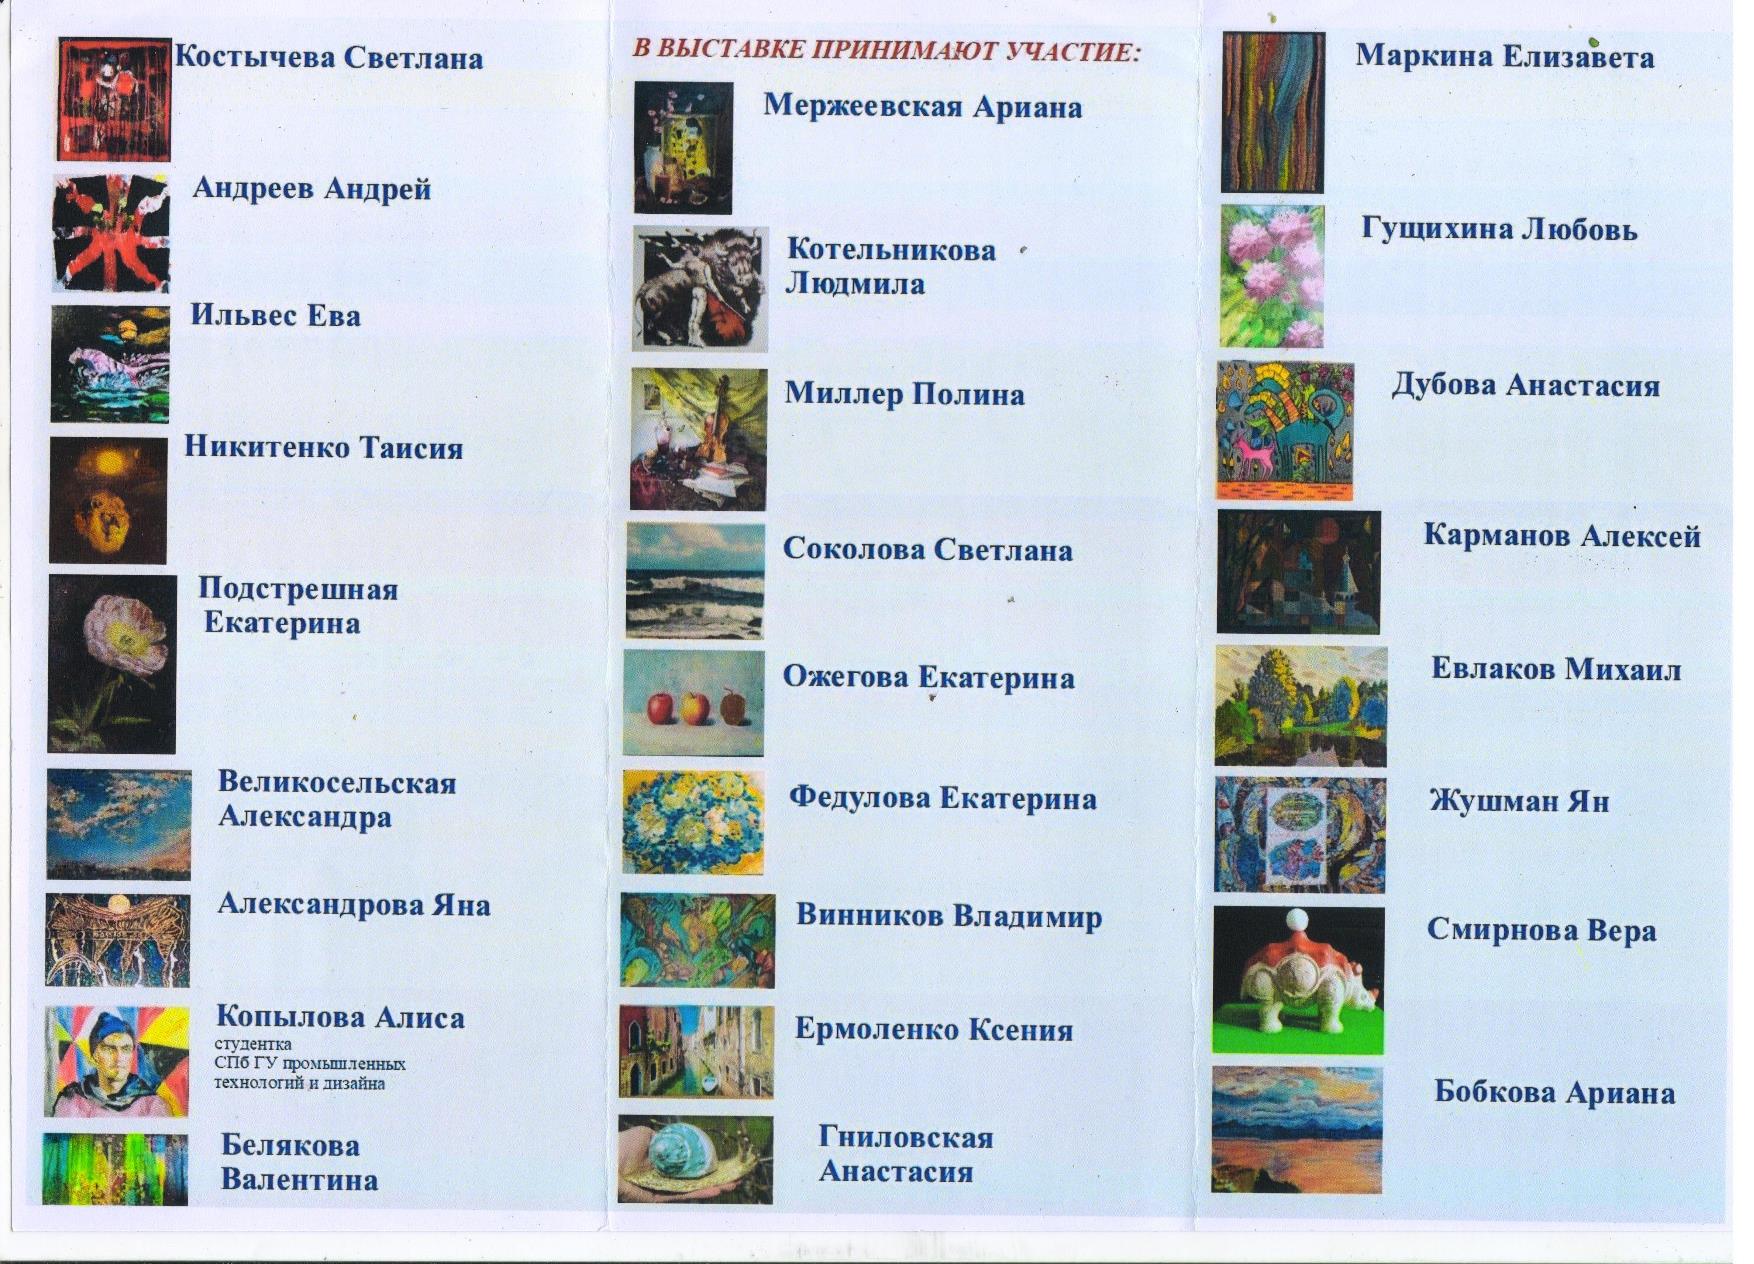 Костычева Светлана
Андреев Андрей
Ильвес Ева
Никитенко Таисия
Подстрешная
Екатерина
Великосельская
Александра
Александрова Яна
Копылова Алиса
студентка
СПб ГУ промышленных
технологий и дизайна
Белякова
Валентина
В ВЫСТАВКЕ ПРИНИМАЮТ УЧАСТИЕ:
Мержеевская Ариана
Котельникова
Людмила
Миллер Полина
Соколова Светлана
Ожегова Екатерина
Федулова Екатерина
Винников Владимир
Ермоленко Ксения
Гниловская
Анастасия
Маркина Елизавета
Гущихина Любовь
Дубова Анастасия
Карманов Алексей
Евлаков Михаил
Жушман Ян
Смирнова Вера
Бобкова Ариана